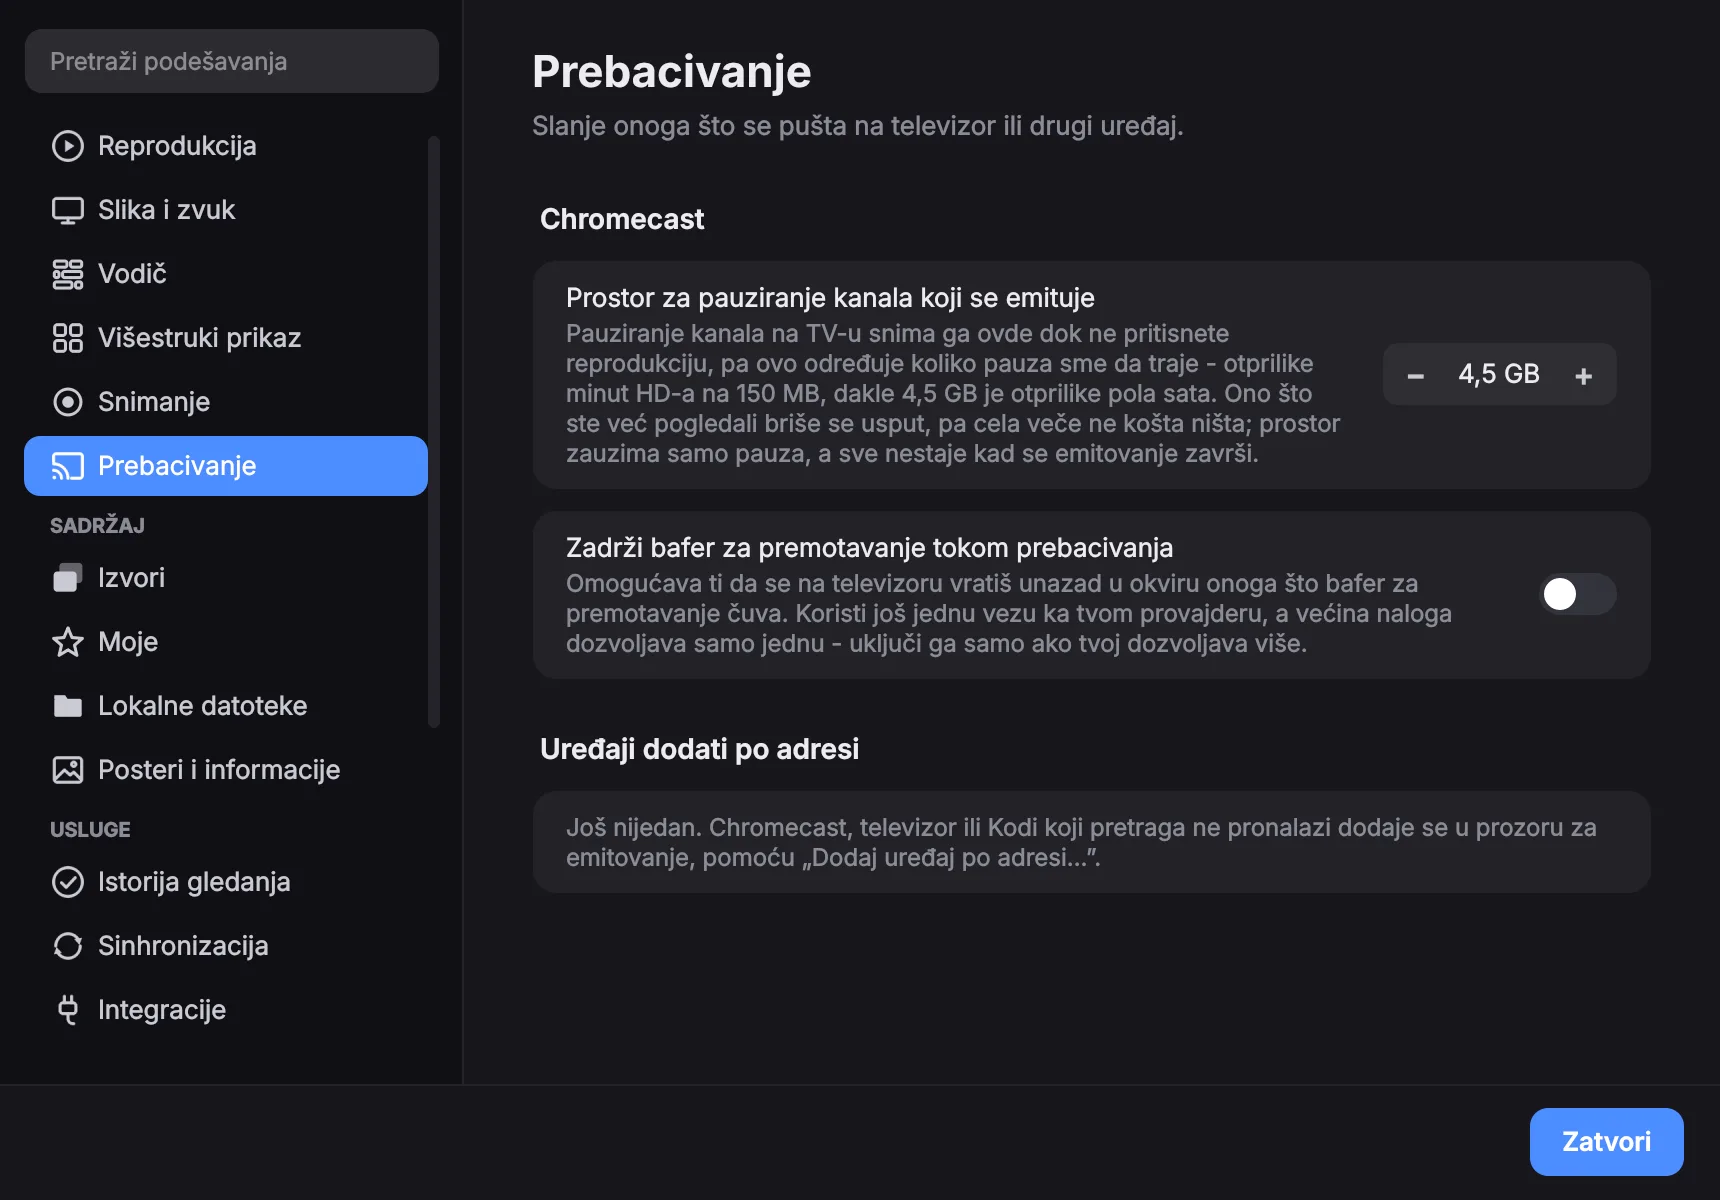 Pretraži podešavanja
Reprodukcija
Slika i zvuk
Vodič
Višestruki prikaz
Snimanje
Prebacivanje
SADRŽAJ
Izvori
Moje
Lokalne datoteke
Posteri i informacije
USLUGE
Istorija gledanja
Sinhronizacija
Integracije
Prebacivanje
Slanje onoga što se pušta na televizor ili drugi uređaj.
Chromecast
Prostor za pauziranje kanala koji se emituje
Pauziranje kanala na TV-u snima ga ovde dok ne pritisnete
reprodukciju, pa ovo određuje koliko pauza sme da traje - otprilike
minut HD-a na 150 MB, dakle 4,5 GB je otprilike pola sata. Ono što
ste već pogledali briše se usput, pa cela veče ne košta ništa; prostor
zauzima samo pauza, a sve nestaje kad se emitovanje završi.
− 4,5 GB +
Zadrži bafer za premotavanje tokom prebacivanja
Omogućava ti da se na televizoru vratiš unazad u okviru onoga što bafer za
premotavanje čuva. Koristi još jednu vezu ka tvom provajderu, a većina naloga
dozvoljava samo jednu - uključi ga samo ako tvoj dozvoljava više.
Uređaji dodati po adresi
Još nijedan. Chromecast, televizor ili Kodi koji pretraga ne pronalazi dodaje se u prozoru za
emitovanje, pomoću „Dodaj uređaj po adresi...”.
Zatvori